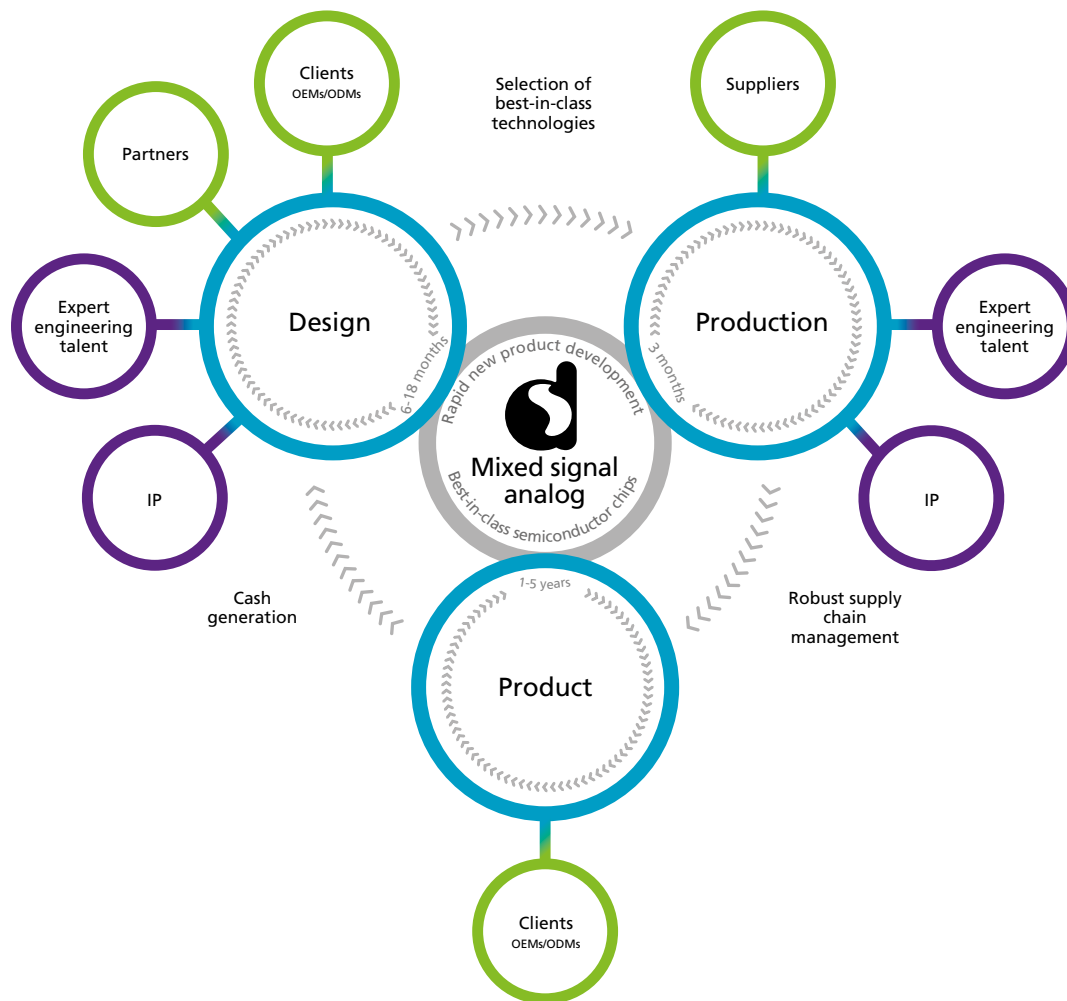 Clients
OEMs/ODMs
Selection of
best-in-class
technologies
Suppliers
Partners
Expert
engineering
talent
Design
6-18 months
Production
3 months
Expert
engineering
talent
Rapid new product development
Mixed signal
analog
Best-in-class semiconductor chips
IP
IP
Cash
generation
1-5 years
Robust supply
chain
management
Product
Clients
OEMs/ODMs